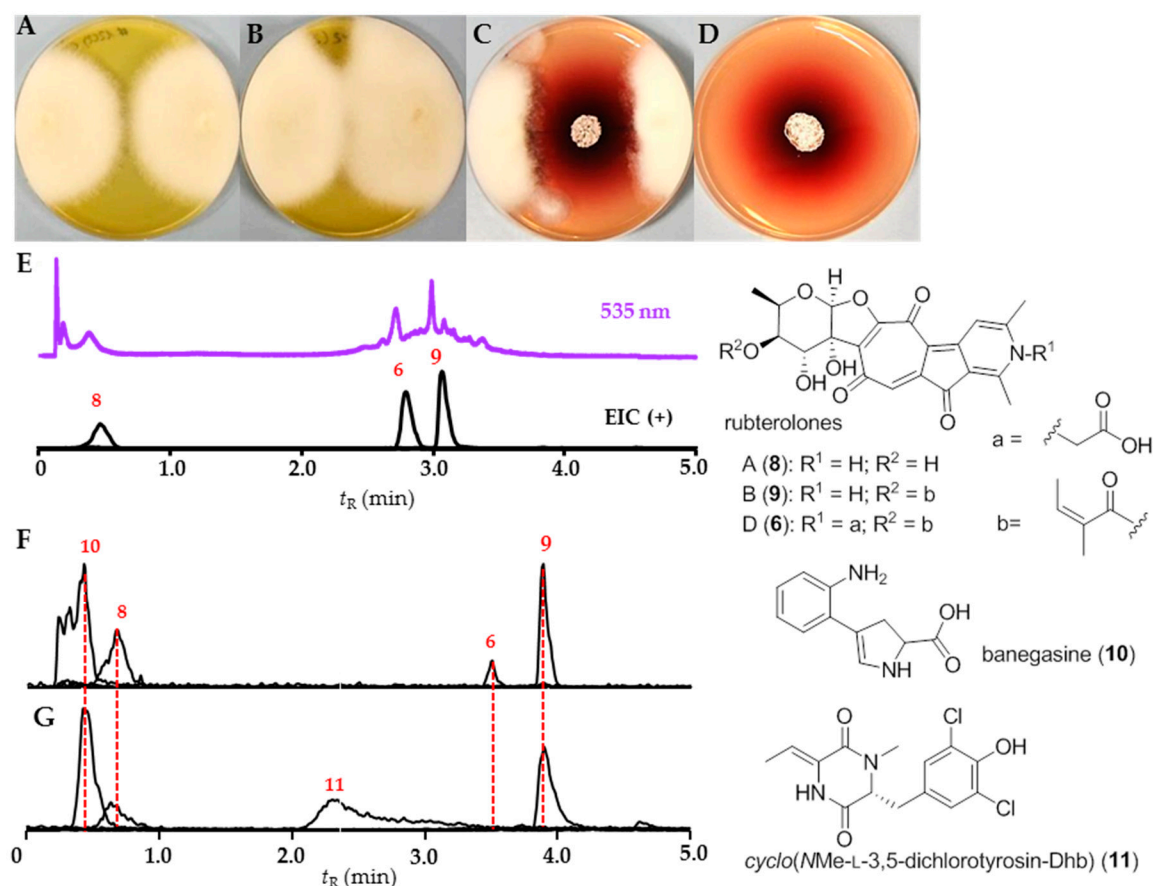 A
B
C
D
E
535 nm
8
6
9
EIC (+)
0
1.0
2.0
3.0
4.0
5.0
tR (min)
F
10
8
6
9
G
11
0
1.0
2.0
3.0
4.0
5.0
tR (min)
H
O
O
O
R²O
OH
OH
O
O
N-R¹
rubterolones
A (8): R¹ = H; R² = H
B (9): R¹ = H; R² = b
D (6): R¹ = a; R² = b
a =
O
OH
b=
O
NH₂
OH
NH
O
banegasine (10)
O
Cl
OH
N
HN
O
Cl
cyclo(NMe-L-3,5-dichlorotyrosin-Dhb) (11)